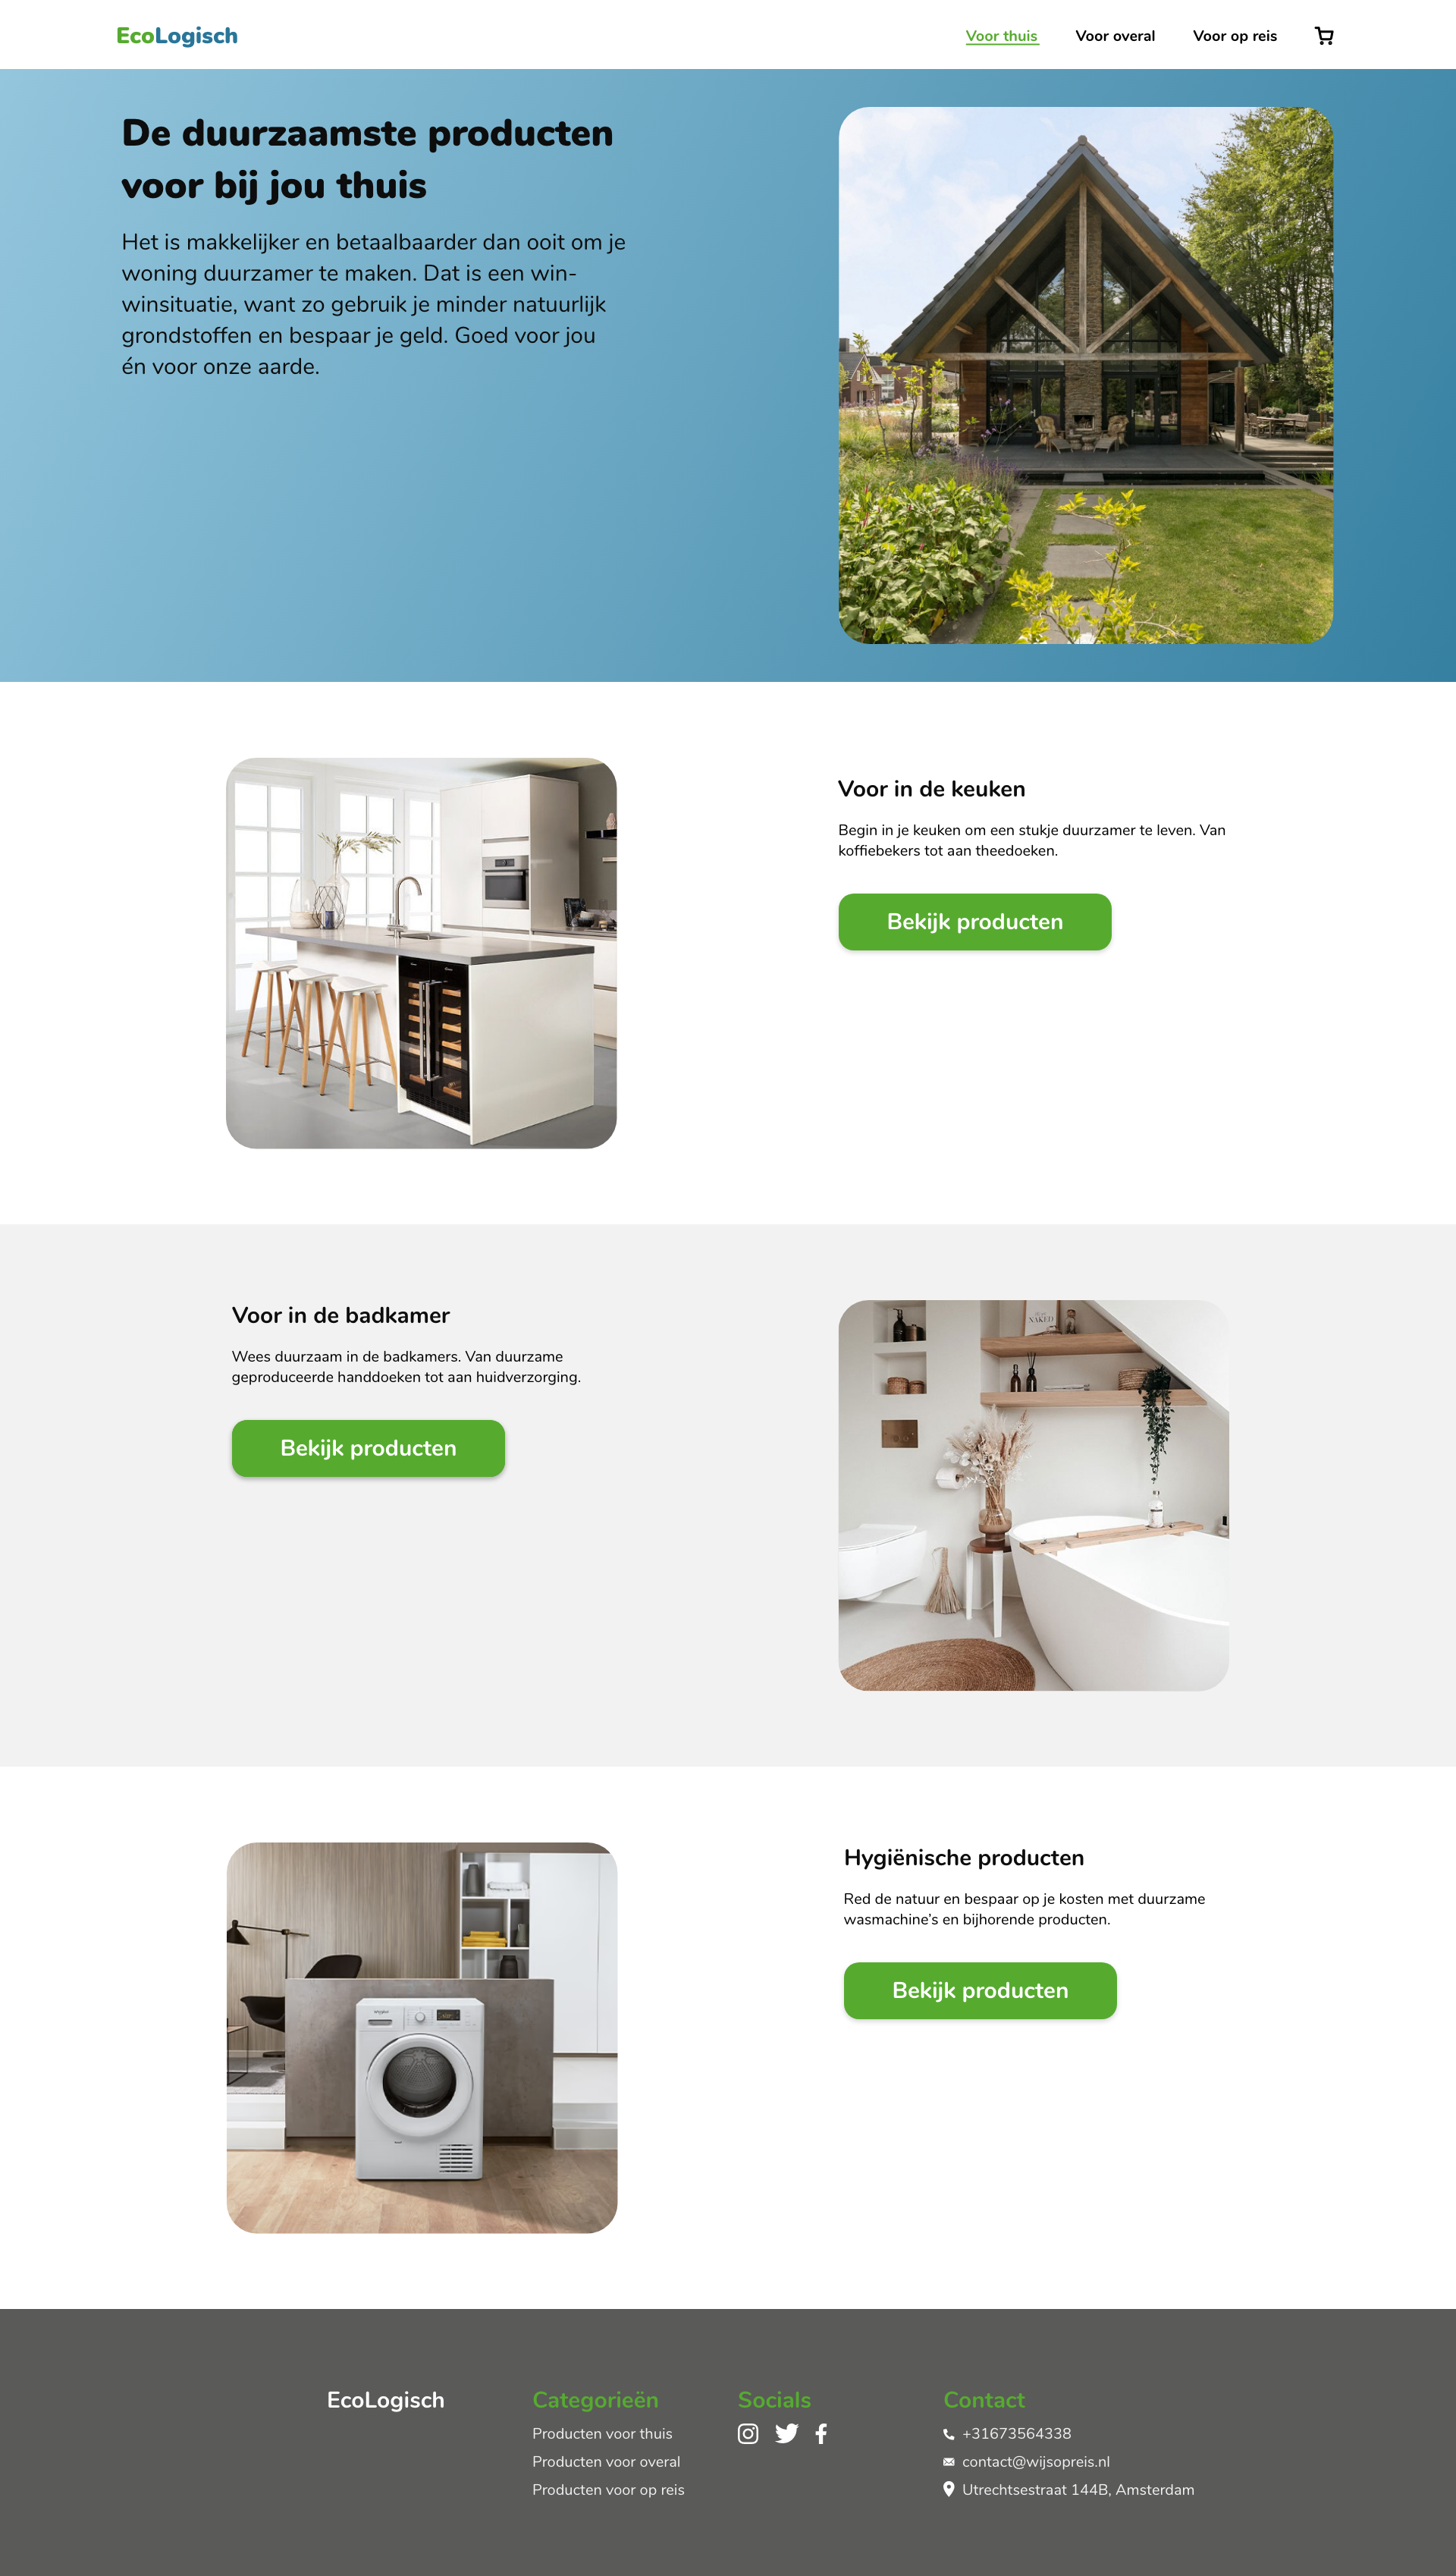 EcoLogisch
Voor thuis
Voor overal
Voor op reis
De duurzaamste producten
voor bij jou thuis
Het is makkelijker en betaalbaarder dan ooit om je
woning duurzamer te maken. Dat is een win-
winsituatie, want zo gebruik je minder natuurlijk
grondstoffen en bespaar je geld. Goed voor jou
én voor onze aarde.
Voor in de keuken
Begin in je keuken om een stukje duurzamer te leven. Van
koffiebekers tot aan theedoeken.
Bekijk producten
Voor in de badkamer
Wees duurzaam in de badkamers. Van duurzame
geproduceerde handdoeken tot aan huidverzorging.
Bekijk producten
NAKED
Hygiënische producten
Red de natuur en bespaar op je kosten met duurzame
wasmachine's en bijhorende producten.
Bekijk producten
EcoLogisch
Categorieën
Producten voor thuis
Producten voor overal
Producten voor op reis
Socials
Contact
+31673564338
contact@wijsopreis.nl
Utrechtsestraat 144B, Amsterdam